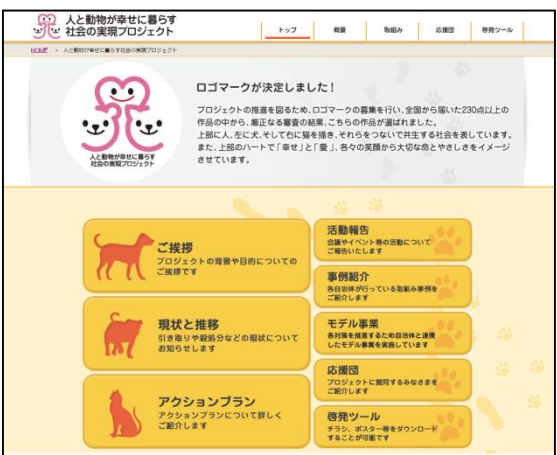 人と動物が幸せに暮らす
社会の実現プロジェクト
トップ
概要
取組み
応援団
啓発ツール
HOME > 人と動物が幸せに暮らす社会の実現プロジェクト
人と動物が幸せに暮らす
社会の実現プロジェクト
ロゴマークが決定しました！
プロジェクトの推進を図るため、ロゴマークの募集を行い、全国から届いた230点以上の
作品の中から、厳正なる審査の結果、こちらの作品が選ばれました。
上部に人、左に犬、そして右に猫を描き、それらをつないで共生する社会を表しています。
また、上部のハートで「幸せ」と「愛」、各々の笑顔から大切な命とやさしさをイメージ
させています。
ご挨拶
プロジェクトの背景や目的についての
ご挨拶です
現状と推移
引き取りや殺処分などの現状について
お知らせします
アクションプラン
アクションプランについて詳しく
ご紹介します
活動報告
会議やイベント等の活動について
ご報告いたします
事例紹介
各自治体が行っている取組み事例を
ご紹介します
モデル事業
各対策を推進するため自治体と連携
したモデル事業を実施しています
応援団
プロジェクトに賛同するみなさまを
ご紹介します
啓発ツール
チラシ、ポスター等をダウンロード
することが可能です